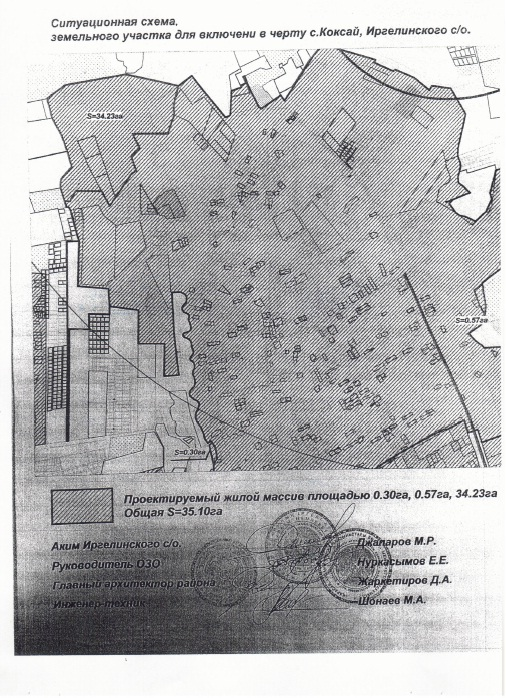 Ситуационная схема,
земельного участка для включени в черту с.Коксай, Иргелинского с/о.
S=34.23га
S=0.57га
S=0.30га
Проектируемый жилой массив площадью 0.30га, 0.57га, 34.23га
Общая S=35.10га
Аким Иргелинского с/о. Джапаров М.Р.
Руководитель ОЗО Нуркасымов Е.Е.
Главный архитектор района Жаркетиров Д.А.
Инженер-техник Шонаев М.А.